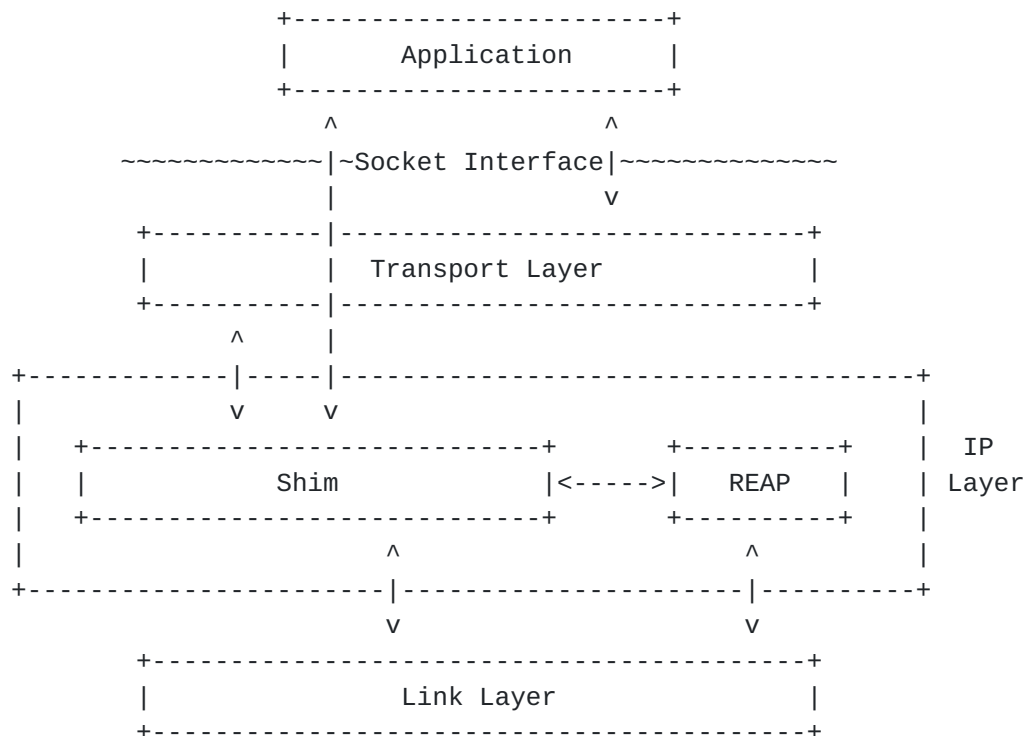 Application
Socket Interface
Transport Layer
IP
Shim REAP Layer
Link Layer